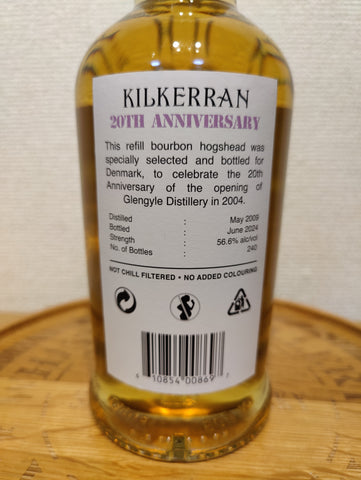 KILKERRAN
20TH ANNIVERSARY
This refill bourbon hogshead was
specially selected and bottled for
Denmark, to celebrate the 20th
Anniversary of the opening of
Glengyle Distillery in 2004.
Distilled : May 2009
Bottled : June 2024
Strength : 56.6% alc/vol
No. of Bottles : 240
NOT CHILL FILTERED • NO ADDED COLOURING
10854 00869